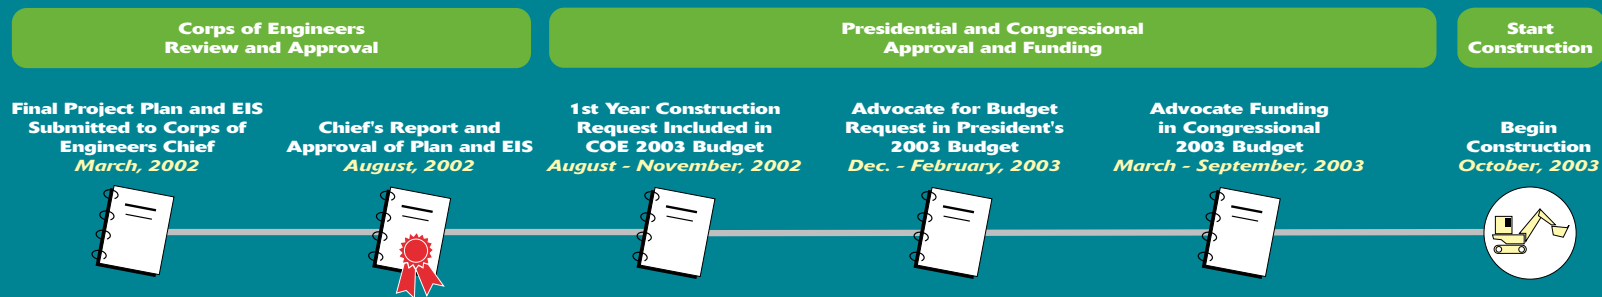 Corps of Engineers
Review and Approval
Presidential and Congressional
Approval and Funding
Start
Construction
Final Project Plan and EIS
Submitted to Corps of
Engineers Chief
March, 2002
Chief's Report and
Approval of Plan and EIS
August, 2002
1st Year Construction
Request Included in
COE 2003 Budget
August - November, 2002
Advocate for Budget
Request in President's
2003 Budget
Dec. - February, 2003
Advocate Funding
in Congressional
2003 Budget
March - September, 2003
Begin
Construction
October, 2003